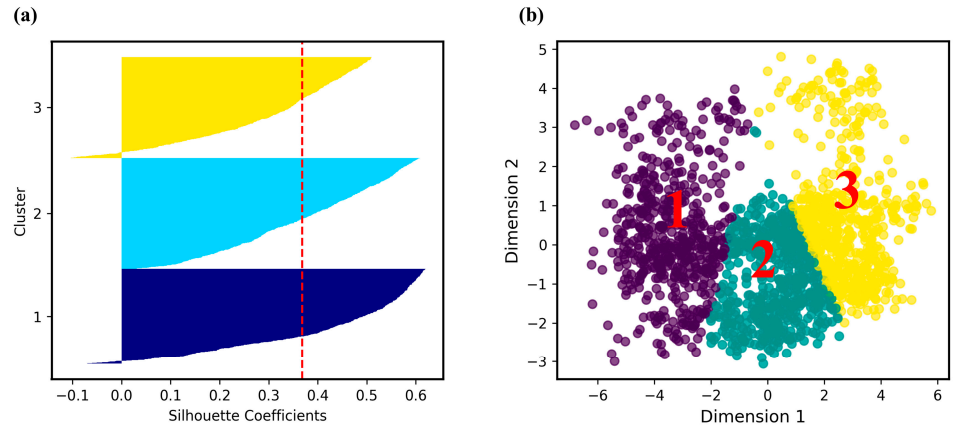 (a)
3
2
1
Cluster
−0.1 0.0 0.1 0.2 0.3 0.4 0.5 0.6
Silhouette Coefficients
(b)
5
4
3
2
1
0
−1
−2
−3
Dimension 2
1
2
3
−6 −4 −2 0 2 4 6
Dimension 1